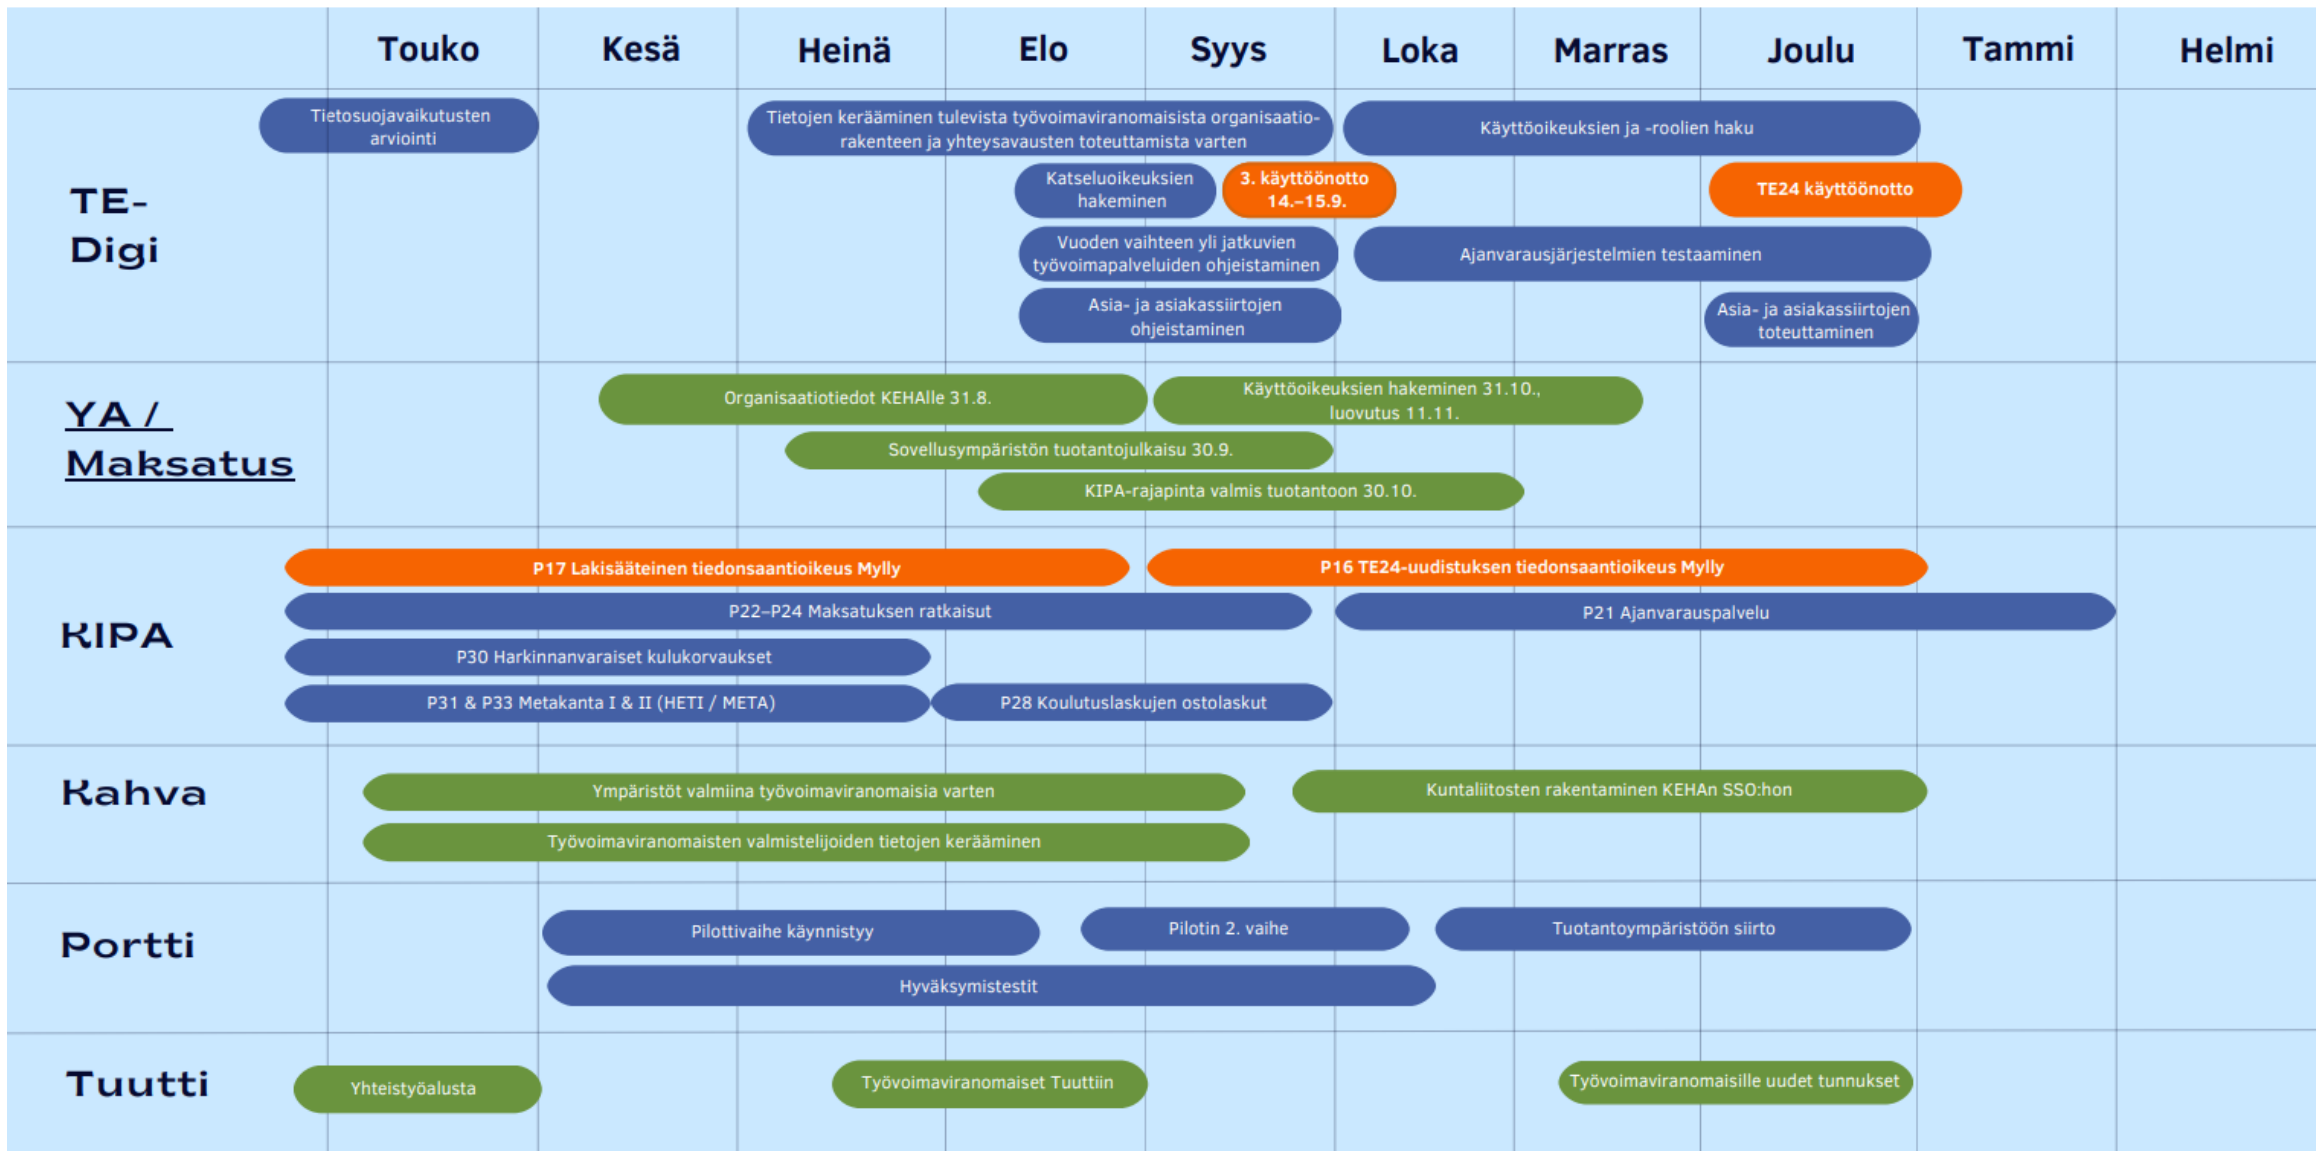 Touko Kesä Heinä Elo Syys Loka Marras Joulu Tammi Helmi
TE-
Digi
Tietosuojavaikutusten
arviointi
Tietojen kerääminen tulevista työvoimaviranomaisista organisaatio-
rakenteen ja yhteysavausten toteuttamista varten
Käyttöoikeuksien ja -roolien haku
Katseluoikeuksien
hakeminen
3. käyttöönotto
14.–15.9.
TE24 käyttöönotto
Vuoden vaihteen yli jatkuvien
työvoimapalveluiden ohjeistaminen
Ajanvarausjärjestelmien testaaminen
Asia- ja asiakassiirtojen
ohjeistaminen
Asia- ja asiakassiirtojen
toteuttaminen
YA /
Maksatus
Organisaatiotiedot KEHAlle 31.8.
Käyttöoikeuksien hakeminen 31.10.,
luovutus 11.11.
Sovellusympäristön tuotantojulkaisu 30.9.
KIPA-rajapinta valmis tuotantoon 30.10.
KIPA
P17 Lakisääteinen tiedonsaantioikeus Mylly
P16 TE24-uudistuksen tiedonsaantioikeus Mylly
P22–P24 Maksatuksen ratkaisut
P21 Ajanvarauspalvelu
P30 Harkinnanvaraiset kulukorvaukset
P31 & P33 Metakanta I & II (HETI / META)
P28 Koulutuslaskujen ostolaskut
Kahva
Ympäristöt valmiina työvoimaviranomaisia varten
Kuntaliitosten rakentaminen KEHAn SSO:hon
Työvoimaviranomaisten valmistelijoiden tietojen kerääminen
Portti
Pilottivaihe käynnistyy
Pilotin 2. vaihe
Tuotantoympäristöön siirto
Hyväksymistestit
Tuutti
Yhteistyöalusta
Työvoimaviranomaiset Tuuttiin
Työvoimaviranomaisille uudet tunnukset